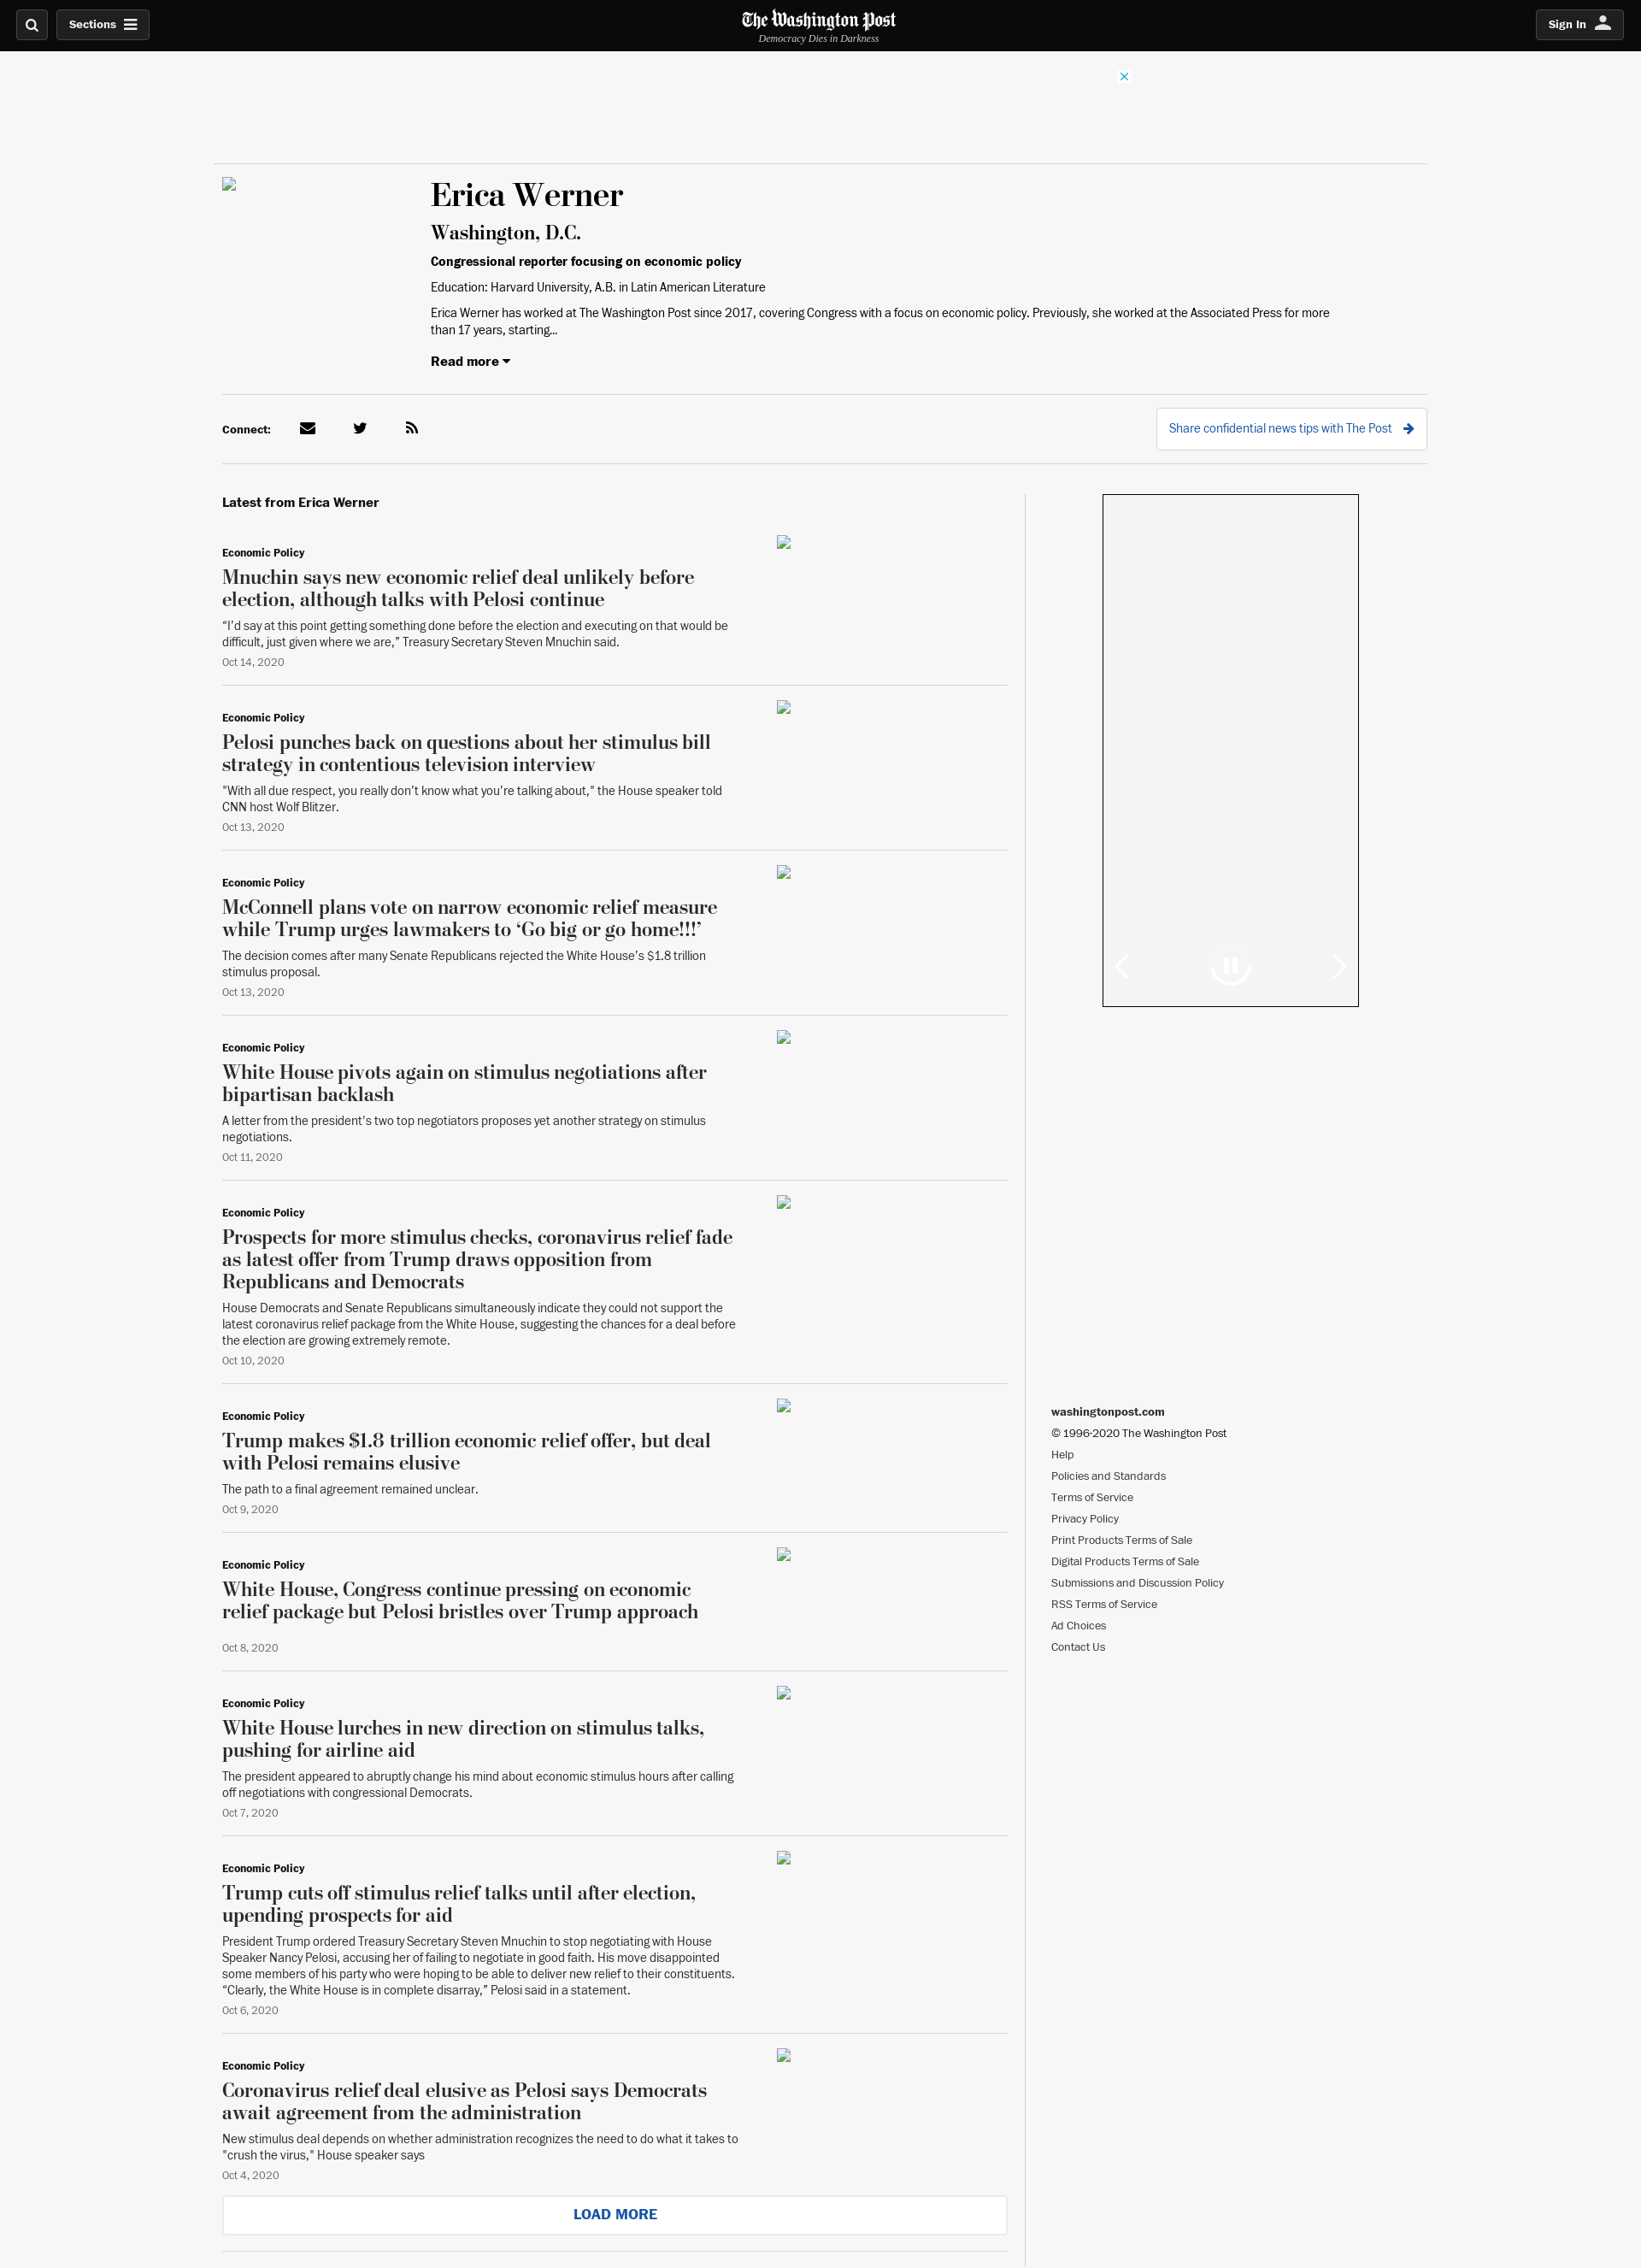 Sections
The Washington Post
Democracy Dies in Darkness
Sign In
Erica Werner
Washington, D.C.
Congressional reporter focusing on economic policy
Education: Harvard University, A.B. in Latin American Literature
Erica Werner has worked at The Washington Post since 2017, covering Congress with a focus on economic policy. Previously, she worked at the Associated Press for more
than 17 years, starting...
Read more
Connect:
Share confidential news tips with The Post
Latest from Erica Werner
Economic Policy
Mnuchin says new economic relief deal unlikely before
election, although talks with Pelosi continue
“I’d say at this point getting something done before the election and executing on that would be
difficult, just given where we are,” Treasury Secretary Steven Mnuchin said.
Oct 14, 2020
Economic Policy
Pelosi punches back on questions about her stimulus bill
strategy in contentious television interview
"With all due respect, you really don’t know what you’re talking about," the House speaker told
CNN host Wolf Blitzer.
Oct 13, 2020
Economic Policy
McConnell plans vote on narrow economic relief measure
while Trump urges lawmakers to ‘Go big or go home!!!’
The decision comes after many Senate Republicans rejected the White House’s $1.8 trillion
stimulus proposal.
Oct 13, 2020
Economic Policy
White House pivots again on stimulus negotiations after
bipartisan backlash
A letter from the president's two top negotiators proposes yet another strategy on stimulus
negotiations.
Oct 11, 2020
Economic Policy
Prospects for more stimulus checks, coronavirus relief fade
as latest offer from Trump draws opposition from
Republicans and Democrats
House Democrats and Senate Republicans simultaneously indicate they could not support the
latest coronavirus relief package from the White House, suggesting the chances for a deal before
the election are growing extremely remote.
Oct 10, 2020
Economic Policy
Trump makes $1.8 trillion economic relief offer, but deal
with Pelosi remains elusive
The path to a final agreement remained unclear.
Oct 9, 2020
Economic Policy
White House, Congress continue pressing on economic
relief package but Pelosi bristles over Trump approach
Oct 8, 2020
Economic Policy
White House lurches in new direction on stimulus talks,
pushing for airline aid
The president appeared to abruptly change his mind about economic stimulus hours after calling
off negotiations with congressional Democrats.
Oct 7, 2020
Economic Policy
Trump cuts off stimulus relief talks until after election,
upending prospects for aid
President Trump ordered Treasury Secretary Steven Mnuchin to stop negotiating with House
Speaker Nancy Pelosi, accusing her of failing to negotiate in good faith. His move disappointed
some members of his party who were hoping to be able to deliver new relief to their constituents.
“Clearly, the White House is in complete disarray,” Pelosi said in a statement.
Oct 6, 2020
Economic Policy
Coronavirus relief deal elusive as Pelosi says Democrats
await agreement from the administration
New stimulus deal depends on whether administration recognizes the need to do what it takes to
"crush the virus," House speaker says
Oct 4, 2020
LOAD MORE
washingtonpost.com
© 1996-2020 The Washington Post
Help
Policies and Standards
Terms of Service
Privacy Policy
Print Products Terms of Sale
Digital Products Terms of Sale
Submissions and Discussion Policy
RSS Terms of Service
Ad Choices
Contact Us